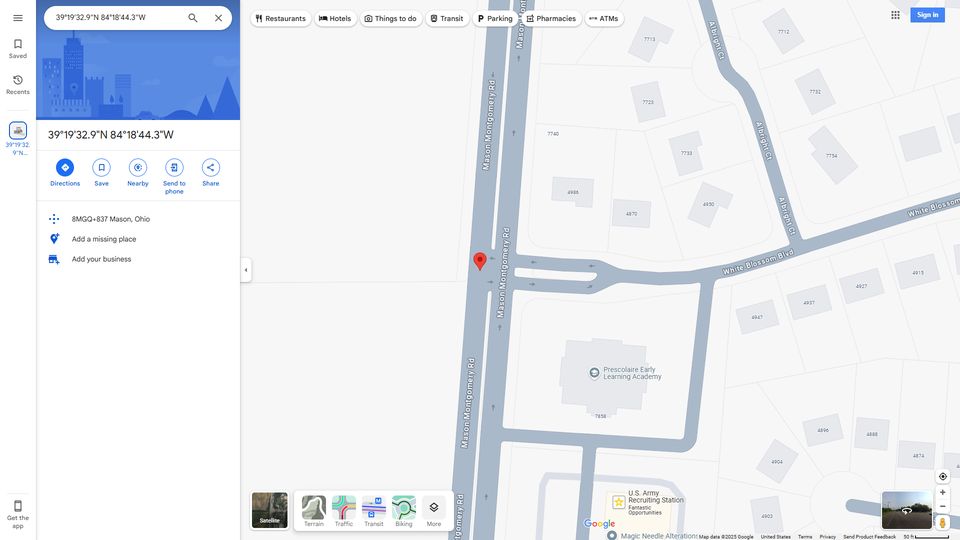 39°19'32.9"N 84°18'44.3"W
Restaurants
Hotels
Things to do
Transit
Parking
Pharmacies
ATMs
Sign in
Saved
Recents
39°19'32.
9"N...
Get the
app
39°19'32.9"N 84°18'44.3"W
Directions
Save
Nearby
Send to
phone
Share
8MGQ+837 Mason, Ohio
Add a missing place
Add your business
Mason Montgomery Rd
Mason Montgomery Rd
Mason Montgomery Rd
Albright Ct
Albright Ct
Albright Ct
White Blossom Blvd
White Blossom
7713
7712
7723
7732
7740
7733
7754
4986
4870
4950
4915
4927
4937
4947
Prescolaire Early
Learning Academy
7858
4896
4888
4874
4904
4903
U.S. Army
Recruiting Station
Fantastic
Opportunities
Magic Needle Alterations
Satellite
Terrain
Traffic
Transit
Biking
More
Google
Map data ©2025 Google
United States
Terms
Privacy
Send Product Feedback
50 ft